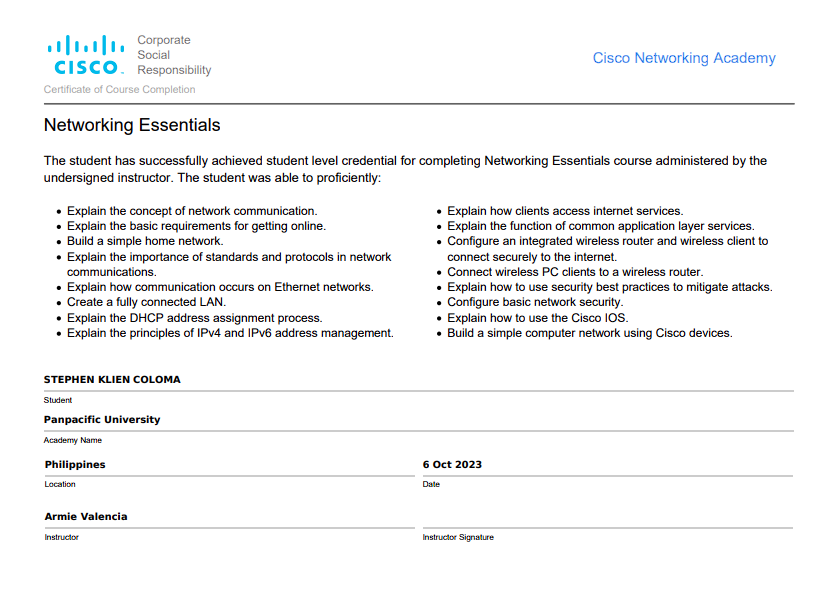 Corporate
Social
Responsibility
CISCO
Cisco Networking Academy
Certificate of Course Completion
Networking Essentials
The student has successfully achieved student level credential for completing Networking Essentials course administered by the
undersigned instructor. The student was able to proficiently:
• Explain the concept of network communication.
• Explain the basic requirements for getting online.
• Build a simple home network.
• Explain the importance of standards and protocols in network
communications.
• Explain how communication occurs on Ethernet networks.
• Create a fully connected LAN.
• Explain the DHCP address assignment process.
• Explain the principles of IPv4 and IPv6 address management.
• Explain how clients access internet services.
• Explain the function of common application layer services.
• Configure an integrated wireless router and wireless client to
connect securely to the internet.
• Connect wireless PC clients to a wireless router.
• Explain how to use security best practices to mitigate attacks.
• Configure basic network security.
• Explain how to use the Cisco IOS.
• Build a simple computer network using Cisco devices.
STEPHEN KLIEN COLOMA
Student
Panpacific University
Academy Name
Philippines
Location
6 Oct 2023
Date
Armie Valencia
Instructor
Instructor Signature